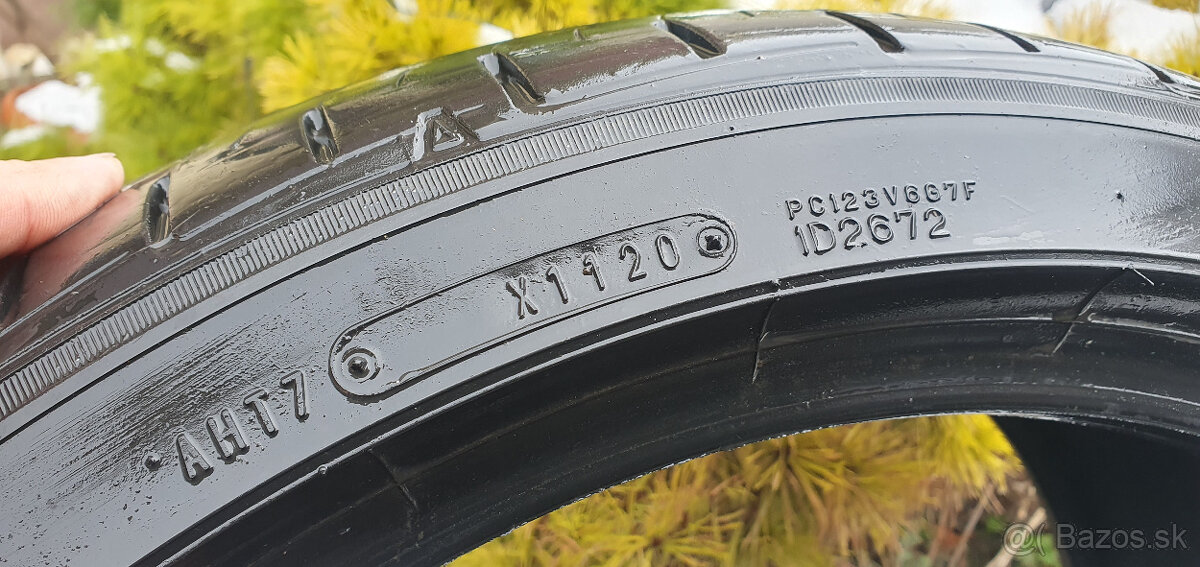 AHT7 X1120
PC123V6G7F
1D2672
Bazos.sk